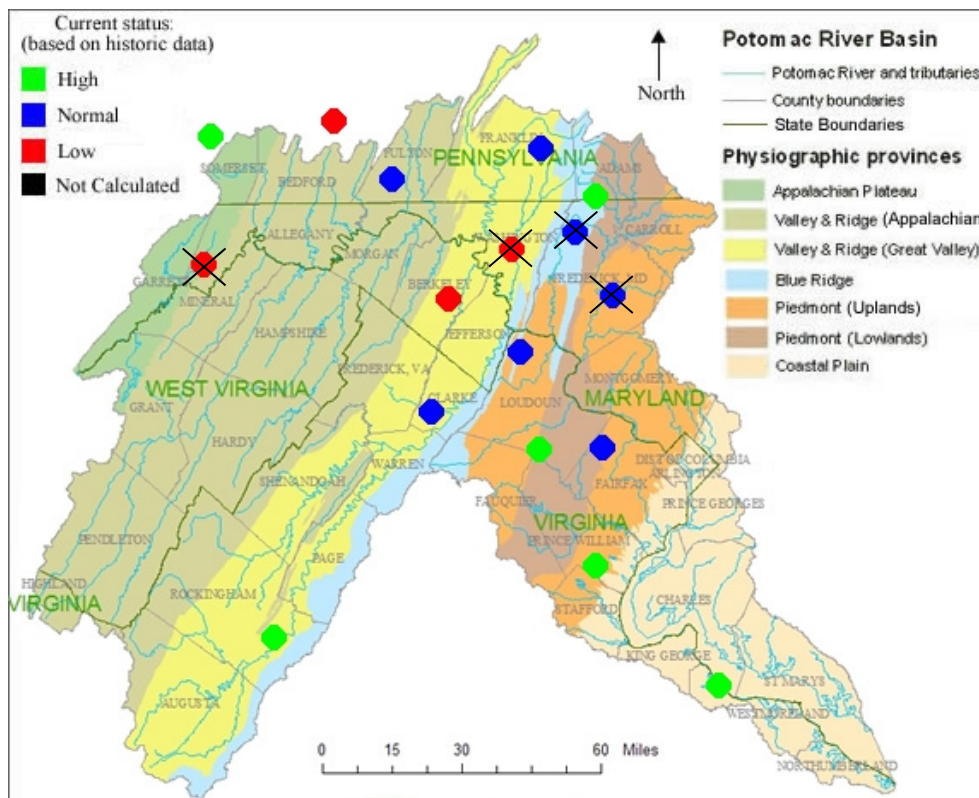 Current status:
(based on historic data)
High
Normal
Low
Not Calculated
North
Potomac River Basin
Potomac River and tributaries
County boundaries
State Boundaries
Physiographic provinces
Appalachian Plateau
Valley & Ridge (Appalachian
Valley & Ridge (Great Valley)
Blue Ridge
Piedmont (Uplands)
Piedmont (Lowlands)
Coastal Plain
FRANKLIN
PENNSYLVANIA
FULTON
SOMERSET
BEDFORD
ADAMS
ALLEGANY
CARROLL
MORGAN
FREDERICK, MD
BERKELEY
MINERAL
HAMPSHIRE
JEFFERSON
FREDERICK, VA
WEST VIRGINIA
MONTGOMERY
MARYLAND
CLARKE
LOUDOUN
GRANT
HARDY
WARREN
DIST OF COLUMBIA
ARLINGTON
SHENANDOAH
FAIRFAX
FAUQUIER
PRINCE GEORGES
VIRGINIA
PRINCE WILLIAM
PENDLETON
PAGE
HIGHLAND
VIRGINIA
ROCKINGHAM
CHARLES
STAFFORD
KING GEORGE
ST MARYS
AUGUSTA
WESTMORELAND
NORTHUMBERLAND
0 15 30 60 Miles